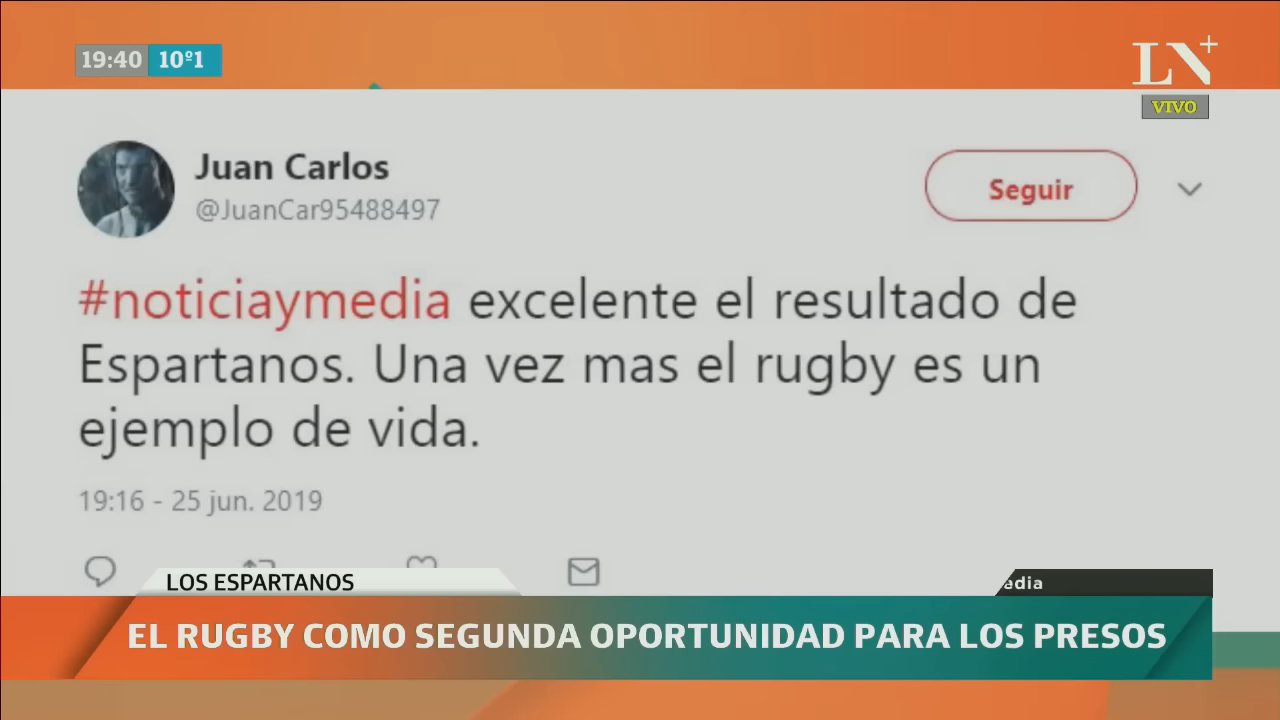 19:40 10º1
LN+
VIVO
Juan Carlos
@JuanCar95488497
Seguir
#noticiaymedia excelente el resultado de
Espartanos. Una vez mas el rugby es un
ejemplo de vida.
19:16 - 25 jun. 2019
LOS ESPARTANOS
EL RUGBY COMO SEGUNDA OPORTUNIDAD PARA LOS PRESOS